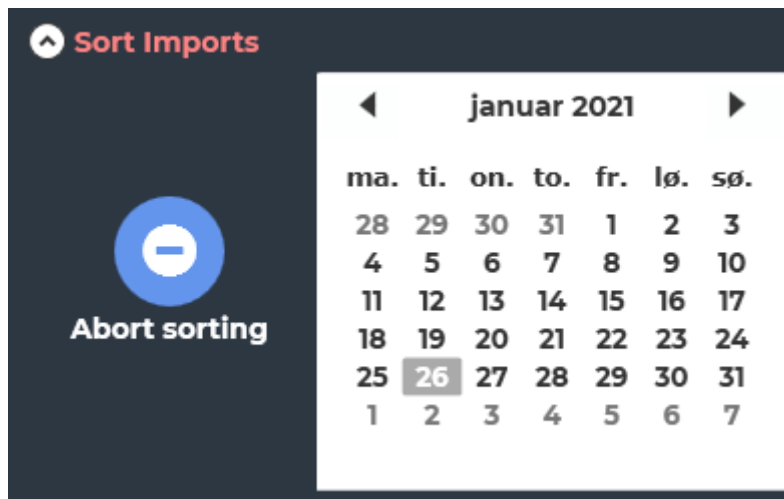 Sort Imports
januar 2021
ma. ti. on. to. fr. lø. sø.
28 29 30 31 1 2 3
4 5 6 7 8 9 10
11 12 13 14 15 16 17
18 19 20 21 22 23 24
25 26 27 28 29 30 31
1 2 3 4 5 6 7
Abort sorting